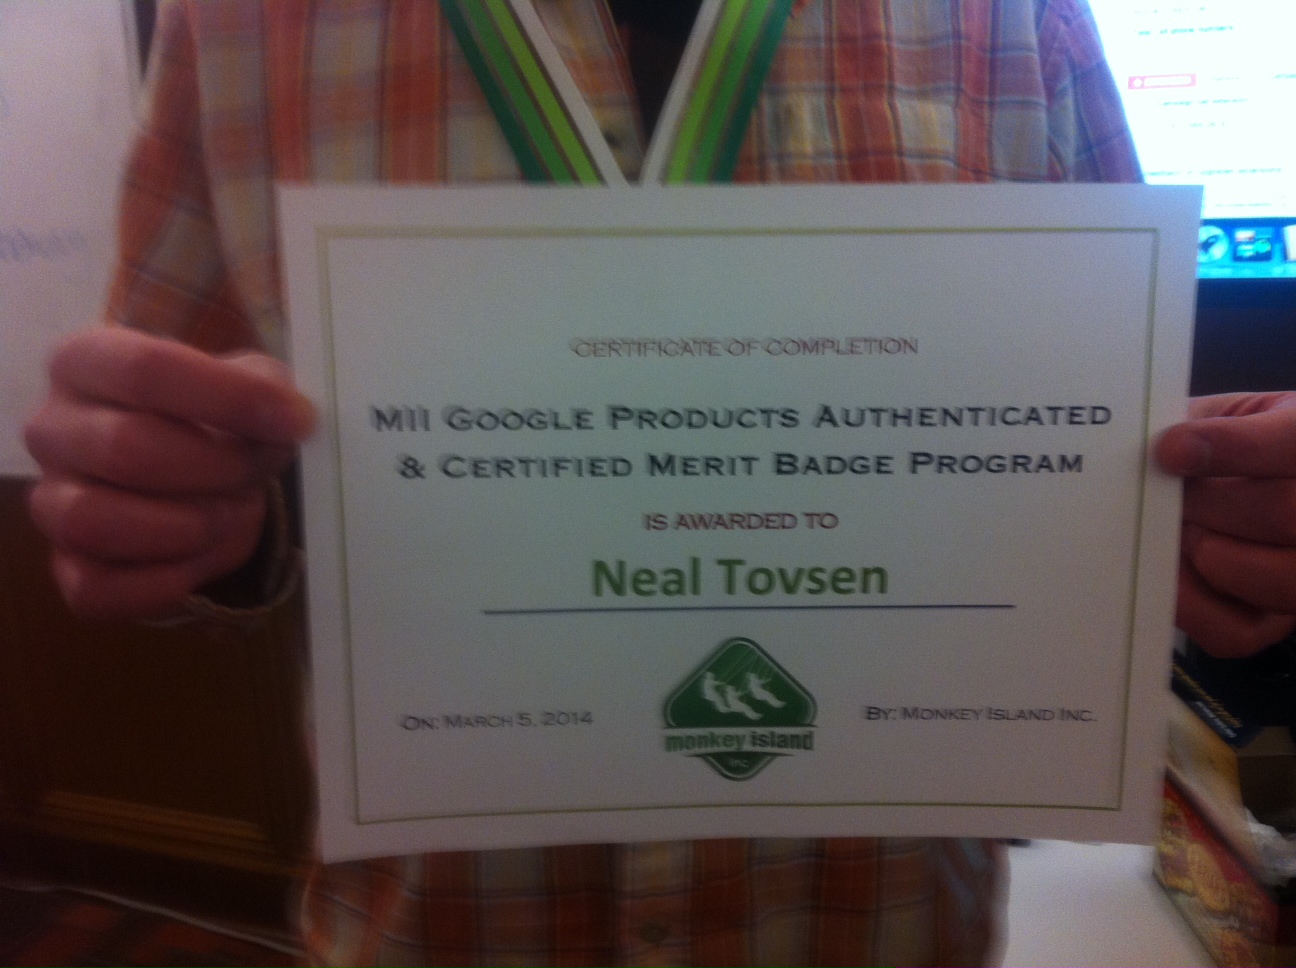 CERTIFICATE OF COMPLETION
MII GOOGLE PRODUCTS AUTHENTICATED
& CERTIFIED MERIT BADGE PROGRAM
IS AWARDED TO
Neal Tovsen
monkey island
inc
ON: MARCH 5, 2014
BY: MONKEY ISLAND INC.